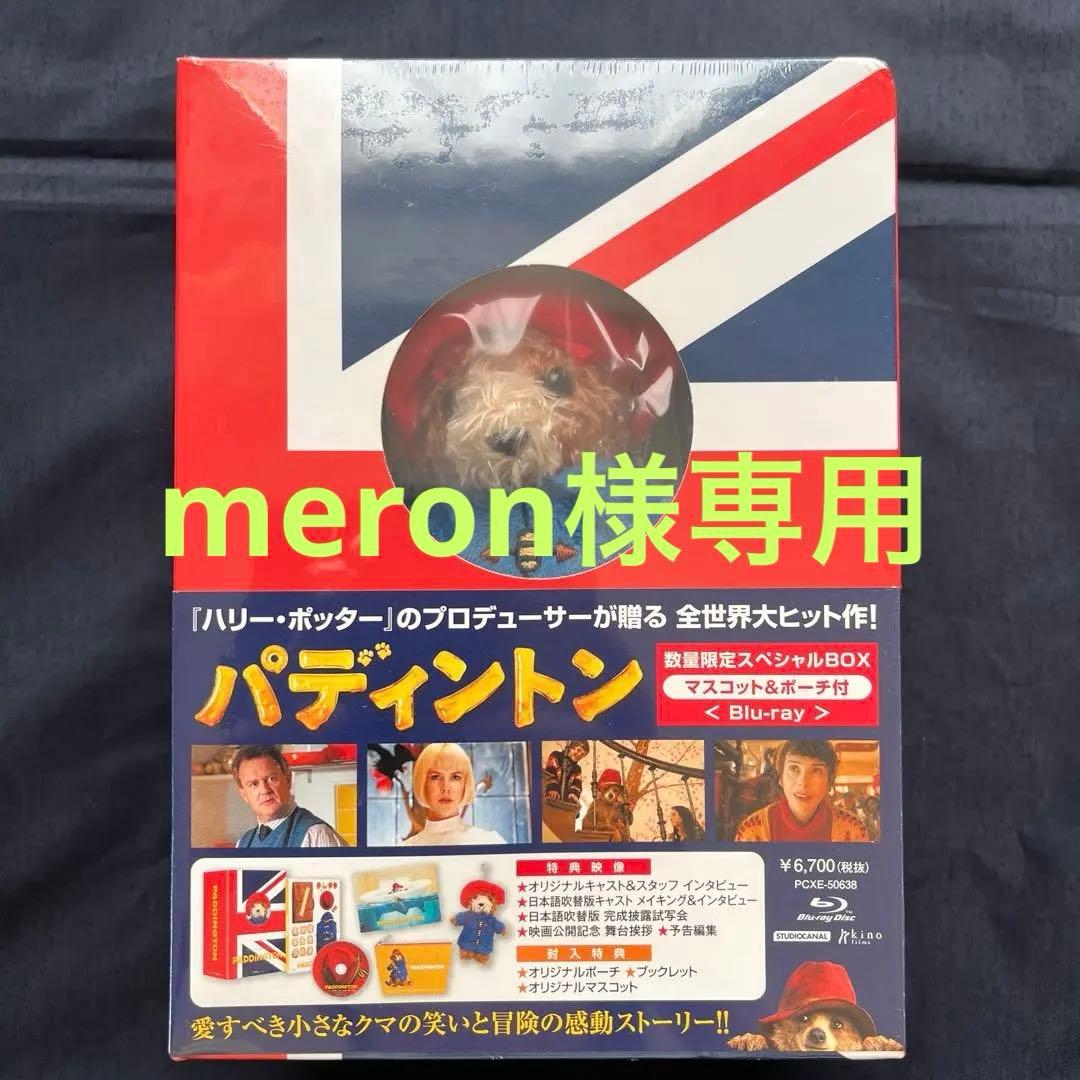 meron様専用
『ハリー・ポッター』のプロデューサーが贈る 全世界大ヒット作!
パディントン
数量限定スペシャルBOX
マスコット&ポーチ付
< Blu-ray >
PADDINGTON
PADDINGTON
PADDINGTON
PADDINGTON
特典映像
★オリジナルキャスト&スタッフ インタビュー
★日本語吹替版キャスト メイキング&インタビュー
★日本語吹替版 完成披露試写会
★映画公開記念 舞台挨拶 ★予告編集
封入特典
★オリジナルポーチ ★ブックレット
★オリジナルマスコット
¥6,700(税抜)
PCXE-50638
Blu-ray Disc
STUDIOCANAL
kino films
愛すべき小さなクマの笑いと冒険の感動ストーリー!!